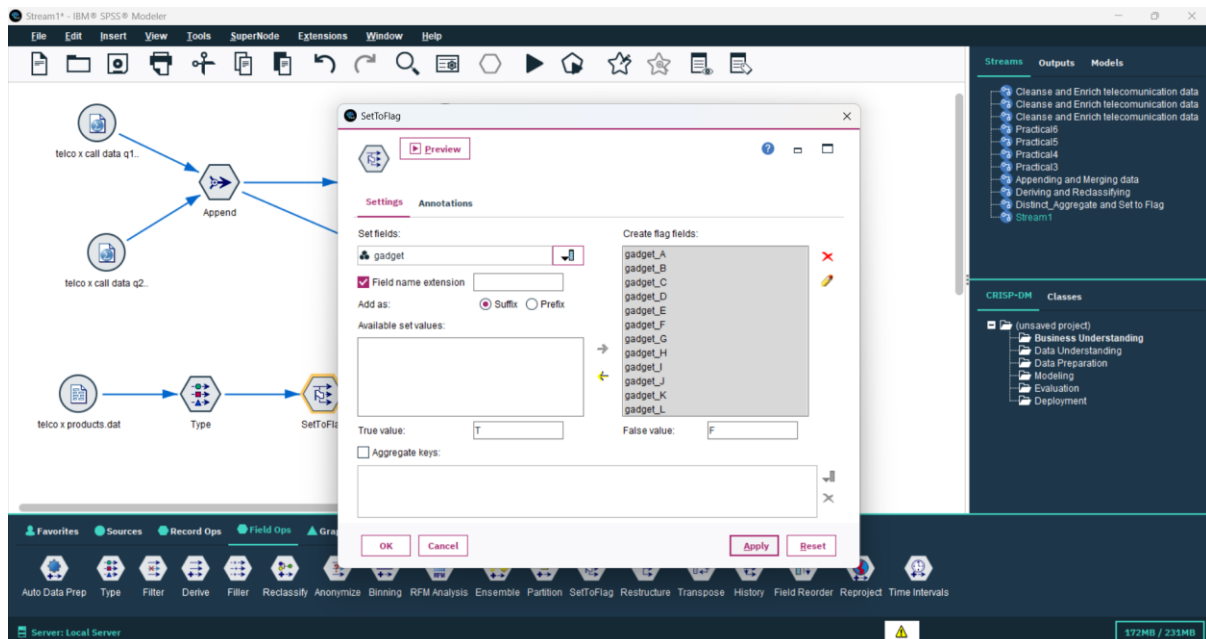 Stream1* - IBM® SPSS® Modeler
File Edit Insert View Tools SuperNode Extensions Window Help
Streams Outputs Models
Cleanse and Enrich telecomunication data
Cleanse and Enrich telecomunication data
Cleanse and Enrich telecomunication data
Practical6
Practical5
Practical4
Practical3
Appending and Merging data
Deriving and Reclassifying
Distinct_Aggregate and Set to Flag
Stream1
telco x call data q1..
Append
telco x call data q2..
telco x products.dat
Type
SetToFla
SetToFlag
Preview
Settings Annotations
Set fields:
gadget
Field name extension
Add as: Suffix Prefix
Available set values:
Create flag fields:
gadget_A
gadget_B
gadget_C
gadget_D
gadget_E
gadget_F
gadget_G
gadget_H
gadget_I
gadget_J
gadget_K
gadget_L
True value: T False value: F
Aggregate keys:
OK Cancel Apply Reset
CRISP-DM Classes
(unsaved project)
Business Understanding
Data Understanding
Data Preparation
Modeling
Evaluation
Deployment
Favorites Sources Record Ops Field Ops Gra
Auto Data Prep Type Filter Derive Filler Reclassify Anonymize Binning RFM Analysis Ensemble Partition SetToFlag Restructure Transpose History Field Reorder Reproject Time Intervals
Server: Local Server
172MB / 231MB